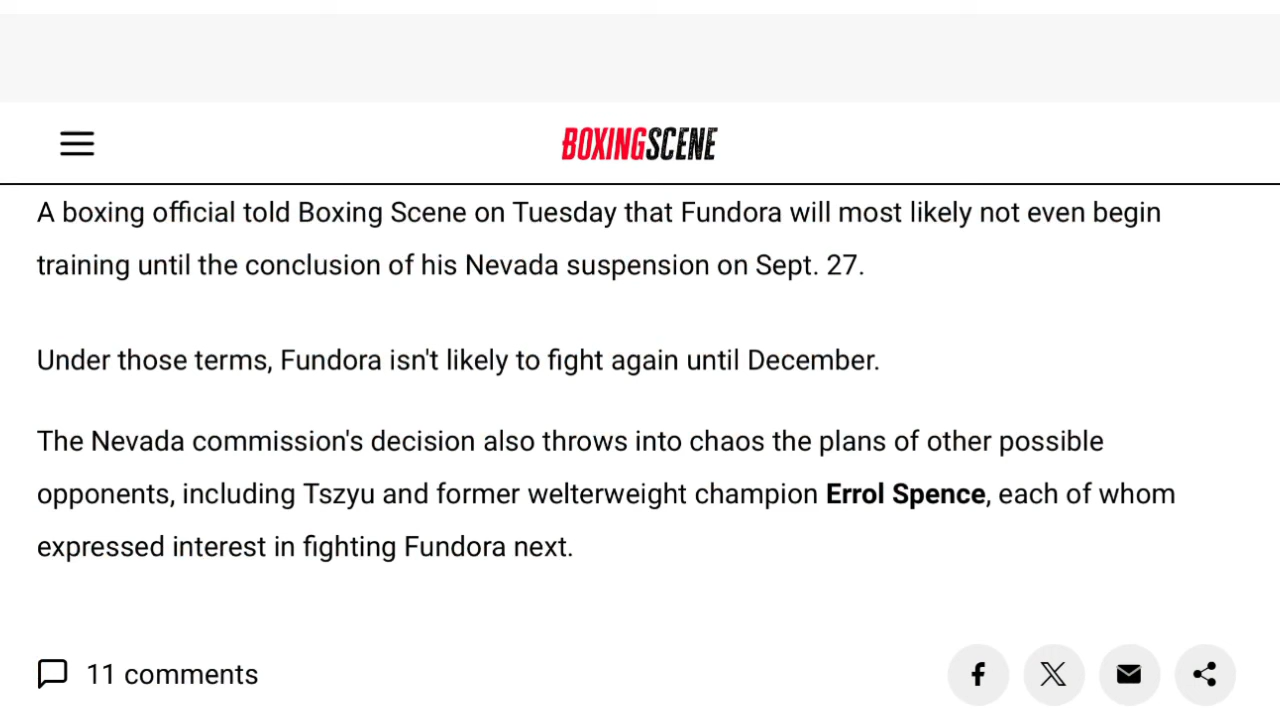 BOXINGSCENE
A boxing official told Boxing Scene on Tuesday that Fundora will most likely not even begin
training until the conclusion of his Nevada suspension on Sept. 27.
Under those terms, Fundora isn't likely to fight again until December.
The Nevada commission's decision also throws into chaos the plans of other possible
opponents, including Tszyu and former welterweight champion Errol Spence, each of whom
expressed interest in fighting Fundora next.
11 comments